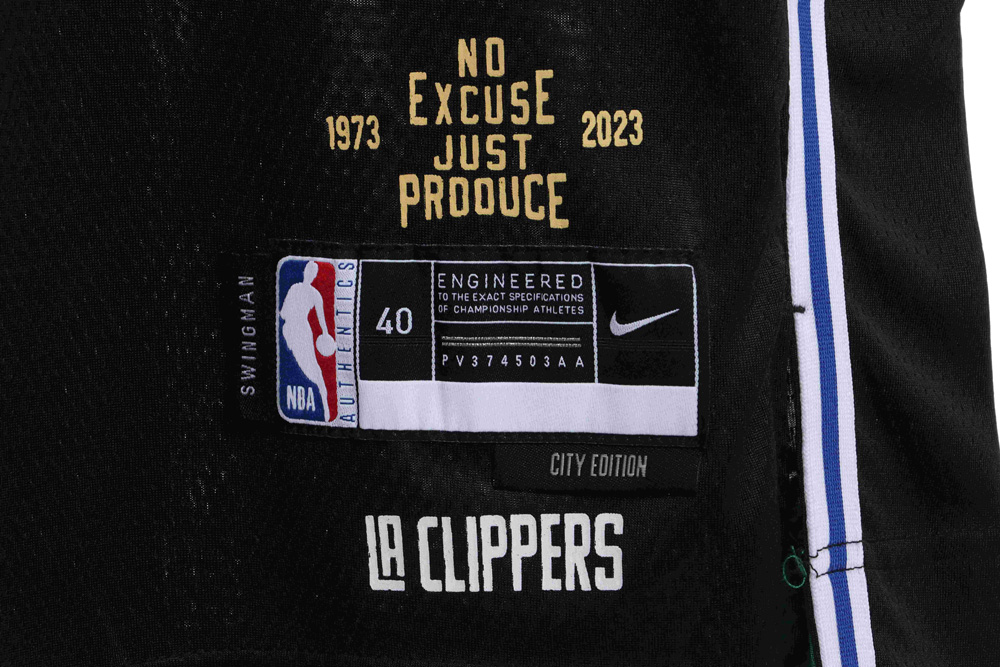 NO
EXCUSE
JUST
PRODUCE
1973
2023
SWINGMAN
NBA
AUTHENTICS
40
ENGINEERED
TO THE EXACT SPECIFICATIONS
OF CHAMPIONSHIP ATHLETES
PV374503AA
CITY EDITION
LA CLIPPERS